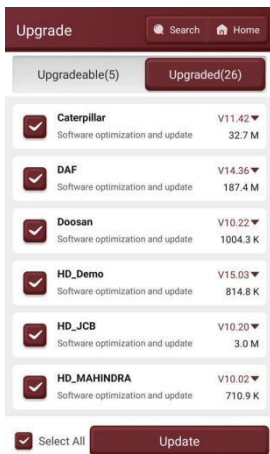 Upgrade Search Home
Upgradeable(5) Upgraded(26)
Caterpillar V11.42
Software optimization and update 32.7 M
DAF V14.36
Software optimization and update 187.4 M
Doosan V10.22
Software optimization and update 1004.3 K
HD_Demo V15.03
Software optimization and update 814.8 K
HD_JCB V10.20
Software optimization and update 3.0 M
HD_MAHINDRA V10.02
Software optimization and update 710.9 K
Select All Update